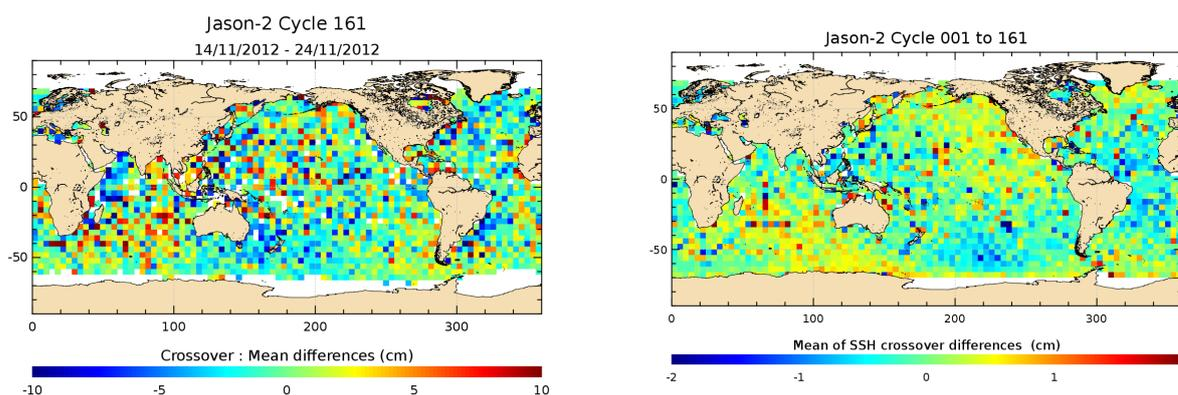 Jason-2 Cycle 161
14/11/2012 - 24/11/2012
50
0
-50
0 100 200 300
Crossover : Mean differences (cm)
-10 -5 0 5 10
Jason-2 Cycle 001 to 161
50
0
-50
0 100 200 300
Mean of SSH crossover differences (cm)
-2 -1 0 1